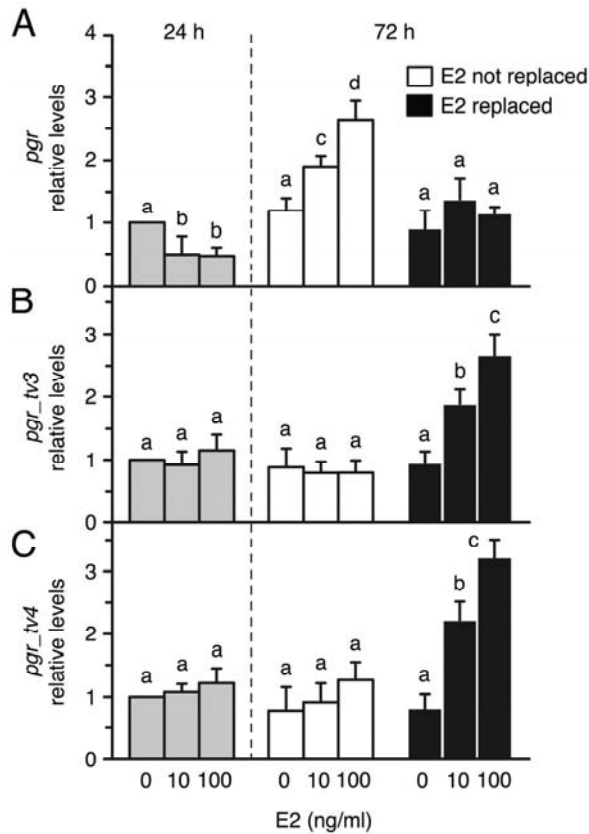 A
24 h
72 h
E2 not replaced
E2 replaced
pgr
relative levels
4
3
2
1
0
a
b
b
a
c
d
a
a
a
B
pgr_tv3
relative levels
3
2
1
0
a
a
a
a
a
a
a
b
c
C
pgr_tv4
relative levels
3
2
1
0
a
a
a
a
a
a
a
b
c
0 10 100 0 10 100 0 10 100
E2 (ng/ml)